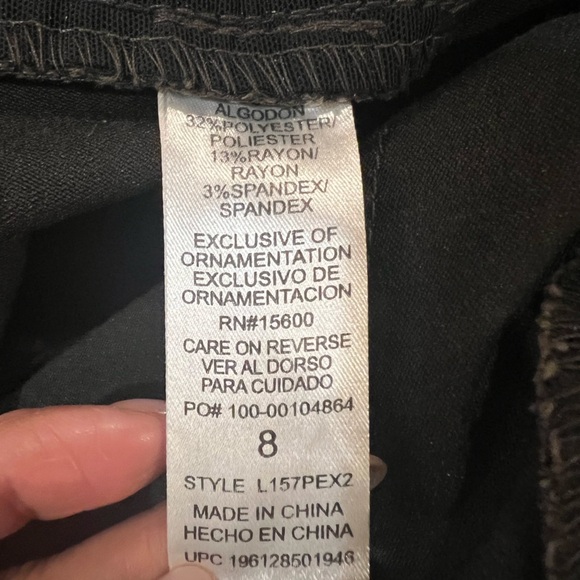 ALGODON
32%POLYESTER/
POLIESTER
13%RAYON/
RAYON
3%SPANDEX/
SPANDEX
EXCLUSIVE OF
ORNAMENTATION
EXCLUSIVO DE
ORNAMENTACION
RN#15600
CARE ON REVERSE
VER AL DORSO
PARA CUIDADO
PO# 100-00104864
8
STYLE L157PEX2
MADE IN CHINA
HECHO EN CHINA
UPC 196128501946